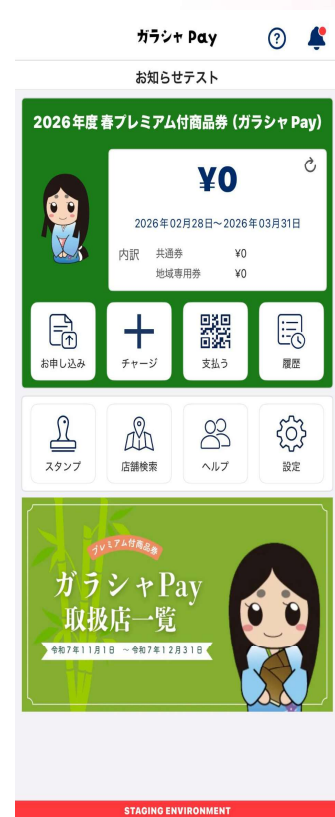 ガラシャ Pay
?
お知らせテスト
2026年度 春プレミアム付商品券 (ガラシャ Pay)
¥0
2026年02月28日~2026年03月31日
内訳 共通券 ¥0
地域専用券 ¥0
お申し込み チャージ 支払う 履歴
スタンプ 店舗検索 ヘルプ 設定
プレミアム付商品券
ガラシャPay
取扱店一覧
令和7年11月1日 ~令和7年12月31日
STAGING ENVIRONMENT